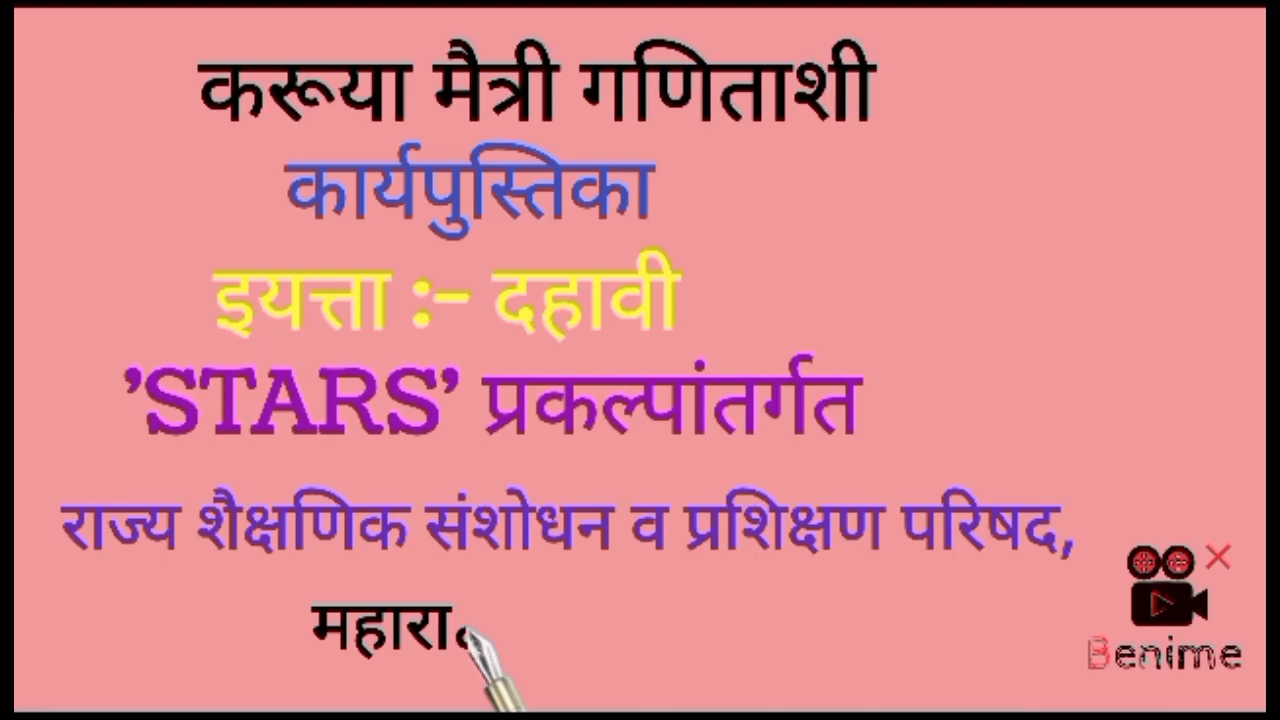 करूया मैत्री गणिताशी
कार्यपुस्तिका
इयत्ता :- दहावी
'STARS' प्रकल्पांतर्गत
राज्य शैक्षणिक संशोधन व प्रशिक्षण परिषद,
महारा
Benime